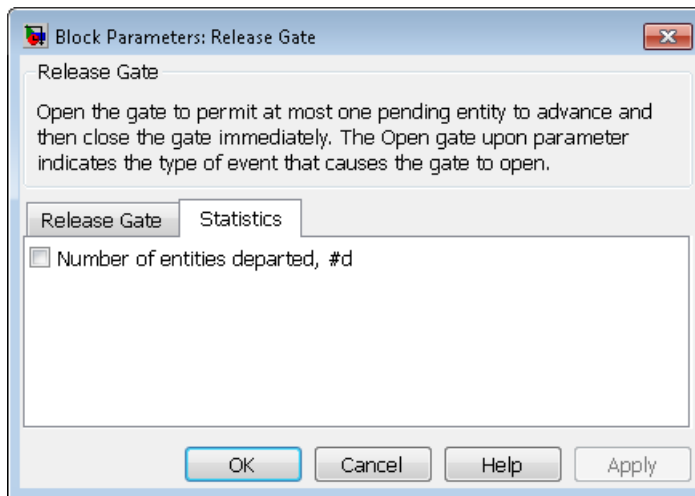 Block Parameters: Release Gate
Release Gate
Open the gate to permit at most one pending entity to advance and
then close the gate immediately. The Open gate upon parameter
indicates the type of event that causes the gate to open.
Release Gate Statistics
Number of entities departed, #d
OK Cancel Help Apply